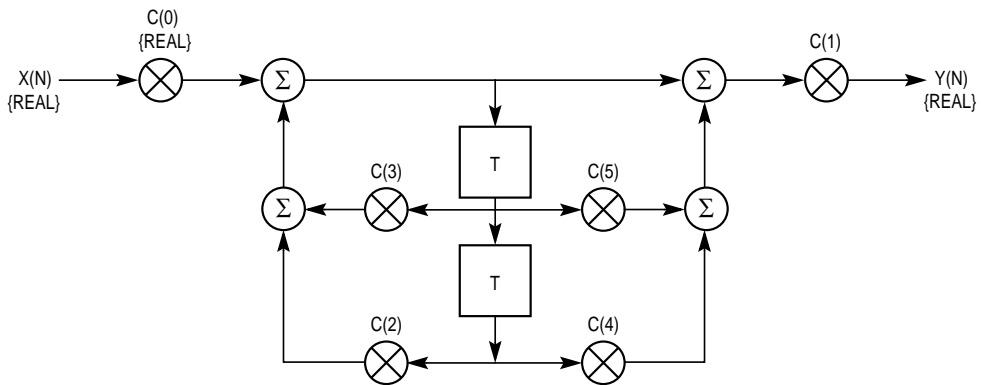 C(0)
{REAL}
C(1)
X(N)
{REAL}
Σ
Σ
Y(N)
{REAL}
T
C(3)
C(5)
Σ
Σ
T
C(2)
C(4)